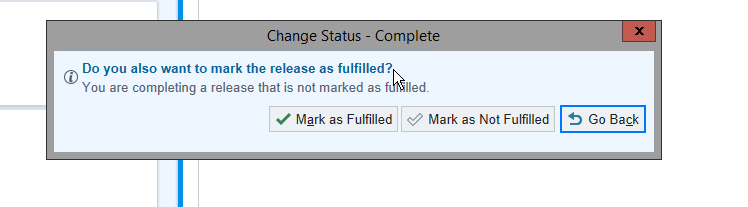 Change Status - Complete
x
Do you also want to mark the release as fulfilled?
You are completing a release that is not marked as fulfilled.
Mark as Fulfilled
Mark as Not Fulfilled
Go Back